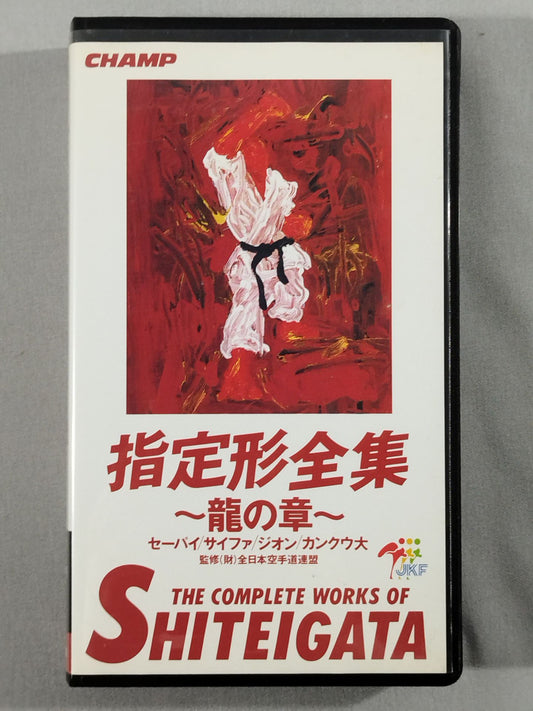 CHAMP
指定形全集
〜龍の章〜
セーパイ/サイファ/ジオン/カンクウ大
監修(財)全日本空手道連盟
JKF
THE COMPLETE WORKS OF
SHITEIGATA